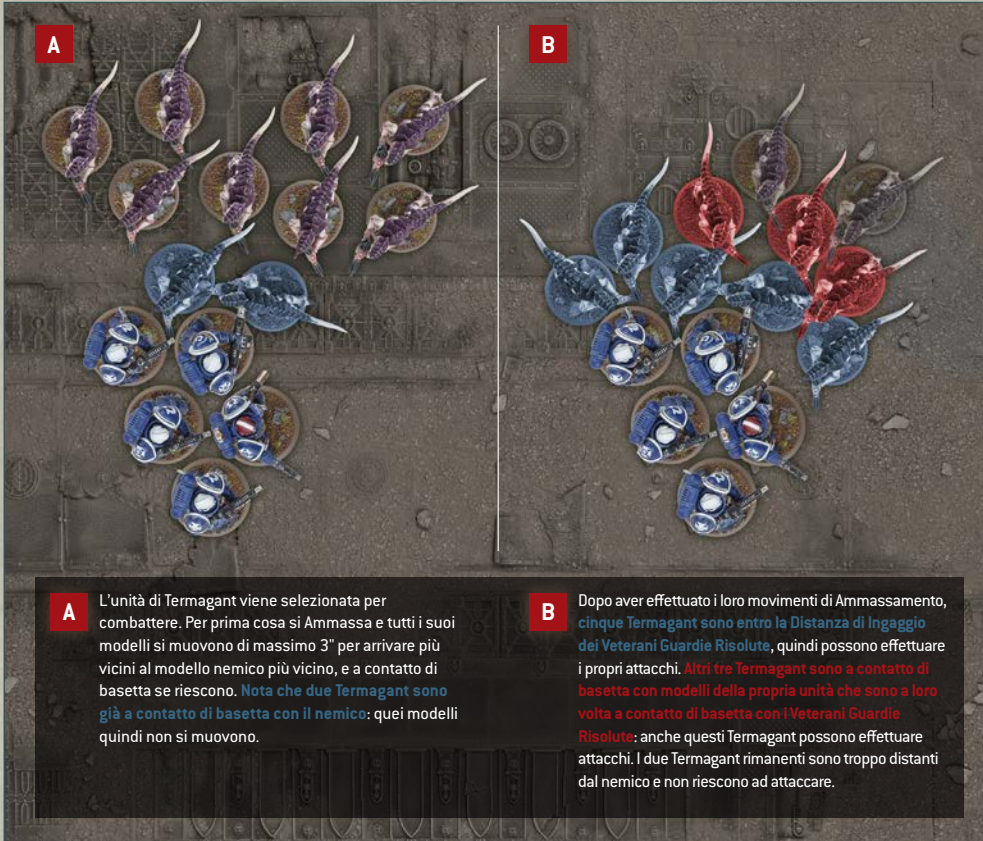 A
B
A
L'unità di Termagant viene selezionata per
combattere. Per prima cosa si Ammassa e tutti i suoi
modelli si muovono di massimo 3" per arrivare più
vicini al modello nemico più vicino, e a contatto di
basetta se riescono. Nota che due Termagant sono
già a contatto di basetta con il nemico: quei modelli
quindi non si muovono.
B
Dopo aver effettuato i loro movimenti di Ammassamento,
cinque Termagant sono entro la Distanza di Ingaggio
dei Veterani Guardie Risolute, quindi possono effettuare
i propri attacchi. Altri tre Termagant sono a contatto di
basetta con modelli della propria unità che sono a loro
volta a contatto di basetta con i Veterani Guardie
Risolute: anche questi Termagant possono effettuare
attacchi. I due Termagant rimanenti sono troppo distanti
dal nemico e non riescono ad attaccare.